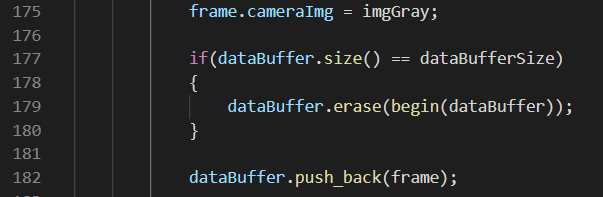 175 frame.cameraImg = imgGray;
176
177 if(dataBuffer.size() == dataBufferSize)
178 {
179 dataBuffer.erase(begin(dataBuffer));
180 }
181
182 dataBuffer.push_back(frame);